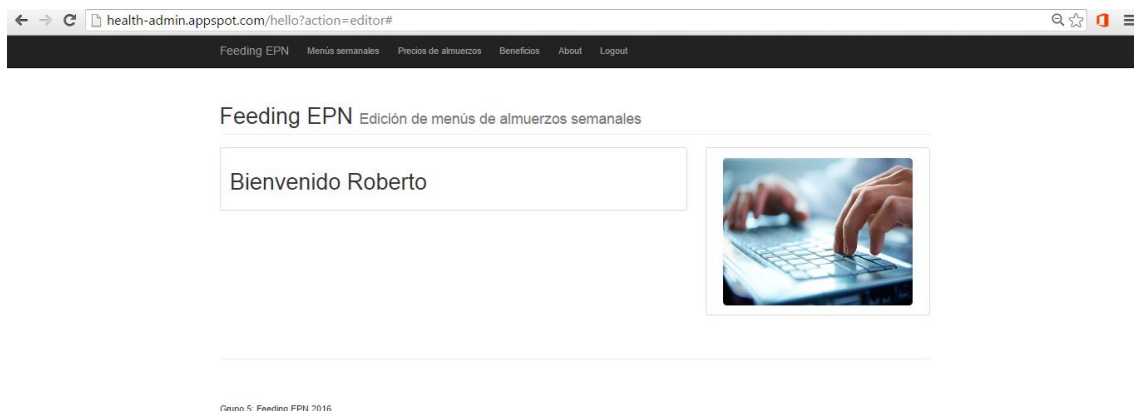 health-admin.appspot.com/hello?action=editor#
Feeding EPN Menús semanales Precios de almuerzos Beneficios About Logout
Feeding EPN Edición de menús de almuerzos semanales
Bienvenido Roberto
Grupo 5: Feeding EPN 2016